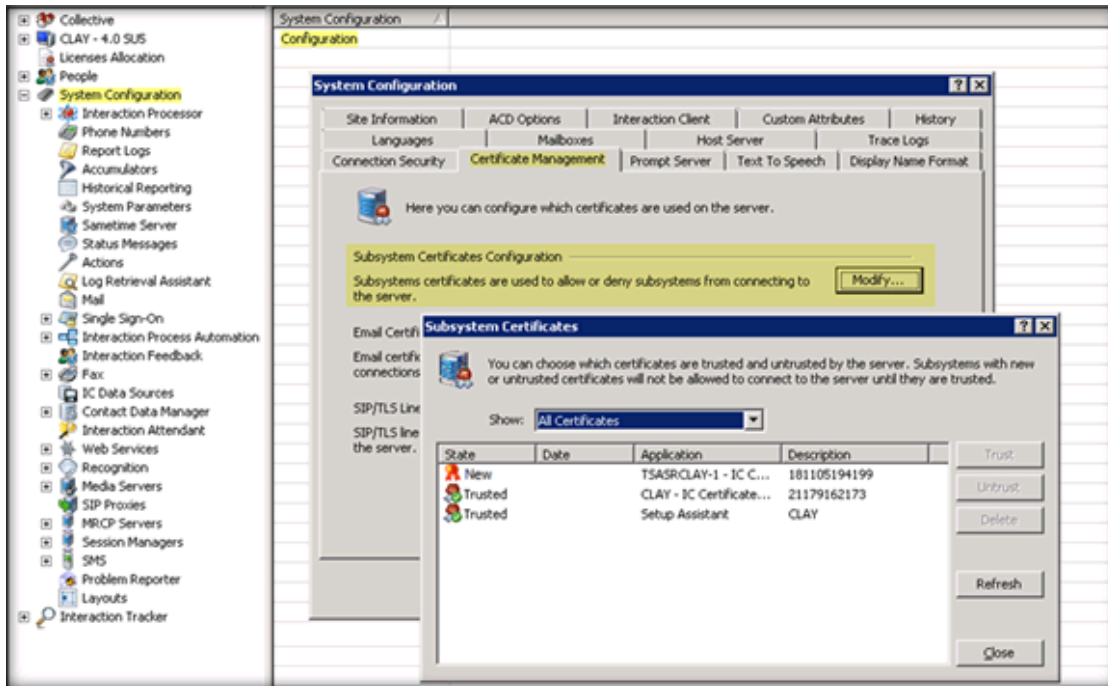 Collective
CLAY - 4.0 SU5
Licenses Allocation
People
System Configuration
Interaction Processor
Phone Numbers
Report Logs
Accumulators
Historical Reporting
System Parameters
Sametime Server
Status Messages
Actions
Log Retrieval Assistant
Mail
Single Sign-On
Interaction Process Automation
Interaction Feedback
Fax
IC Data Sources
Contact Data Manager
Interaction Attendant
Web Services
Recognition
Media Servers
SIP Proxies
MRCP Servers
Session Managers
SMS
Problem Reporter
Layouts
Interaction Tracker
System Configuration
Configuration
System Configuration
Site Information ACD Options Interaction Client Custom Attributes History
Languages Mailboxes Host Server Trace Logs
Connection Security Certificate Management Prompt Server Text To Speech Display Name Format
Here you can configure which certificates are used on the server.
Subsystem Certificates Configuration
Subsystems certificates are used to allow or deny subsystems from connecting to
the server.
Modify...
Email Certifi
Email certifk
connections
SIP/TLS Line
SIP/TLS line
the server.
Subsystem Certificates
You can choose which certificates are trusted and untrusted by the server. Subsystems with new
or untrusted certificates will not be allowed to connect to the server until they are trusted.
Show: All Certificates
State Date Application Description
New TSASRCLAY-1 - IC C... 181105194199
Trusted CLAY - IC Certificate... 21179162173
Trusted Setup Assistant CLAY
Trust
Untrust
Delete
Refresh
Close